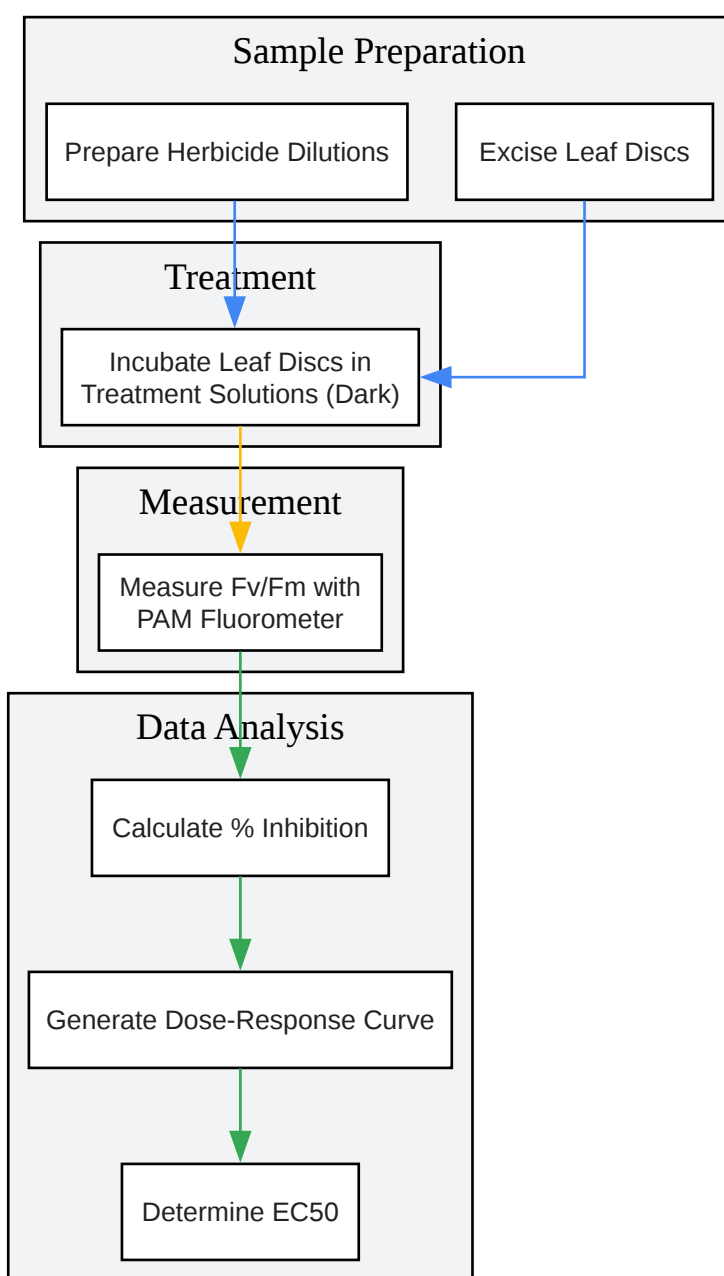 Sample Preparation
Prepare Herbicide Dilutions
Excise Leaf Discs
Treatment
Incubate Leaf Discs in
Treatment Solutions (Dark)
Measurement
Measure Fv/Fm with
PAM Fluorometer
Data Analysis
Calculate % Inhibition
Generate Dose-Response Curve
Determine EC50